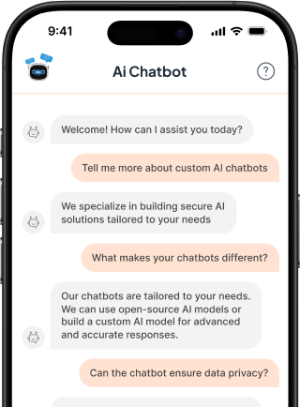 9:41
Ai Chatbot
?
Welcome! How can I assist you today?
Tell me more about custom AI chatbots
We specialize in building secure AI
solutions tailored to your needs
What makes your chatbots different?
Our chatbots are tailored to your needs.
We can use open-source AI models or
build a custom AI model for advanced
and accurate responses.
Can the chatbot ensure data privacy?